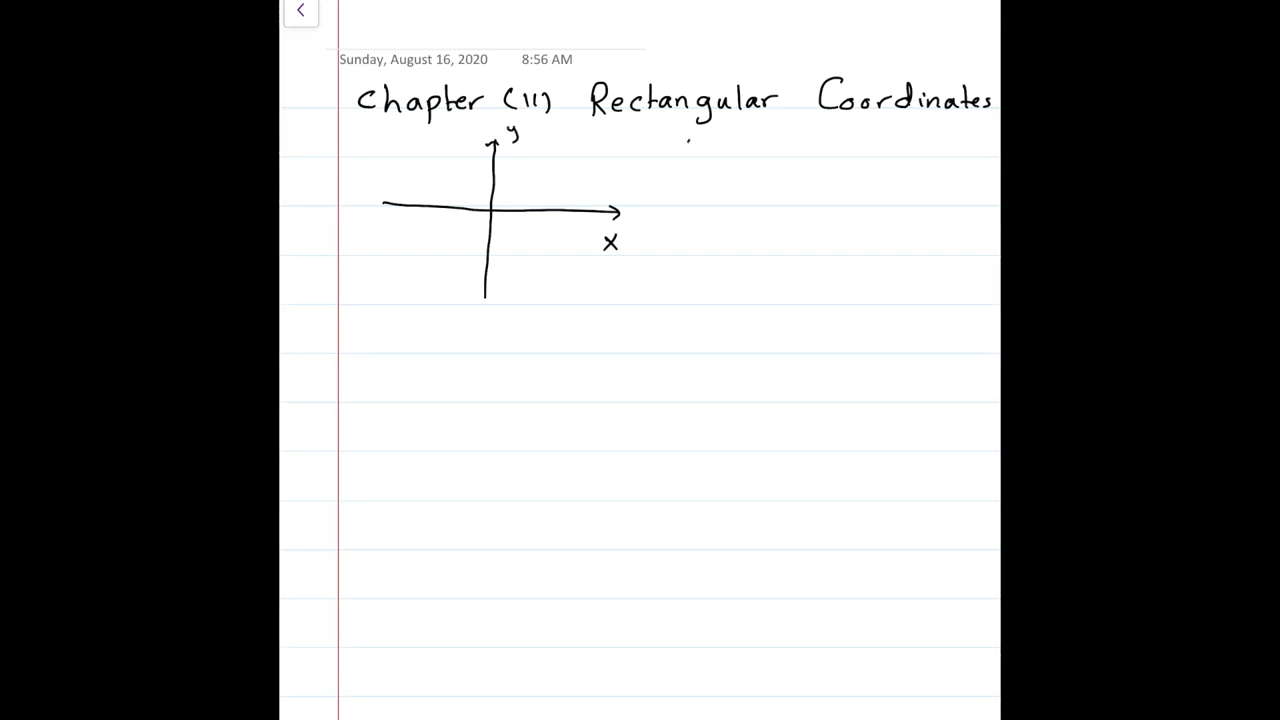 Sunday, August 16, 2020 8:56 AM
Chapter (11) Rectangular Coordinates
y
x